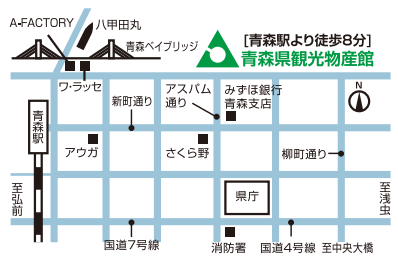 A-FACTORY
八甲田丸
青森ベイブリッジ
[青森駅より徒歩8分]
青森県観光物産館
ワ・ラッセ
新町通り
アスパム
通り
みずほ銀行
青森支店
N
青森駅
アウガ
さくら野
柳町通り
至弘前
県庁
至浅虫
国道7号線
消防署
国道4号線
至中央大橋